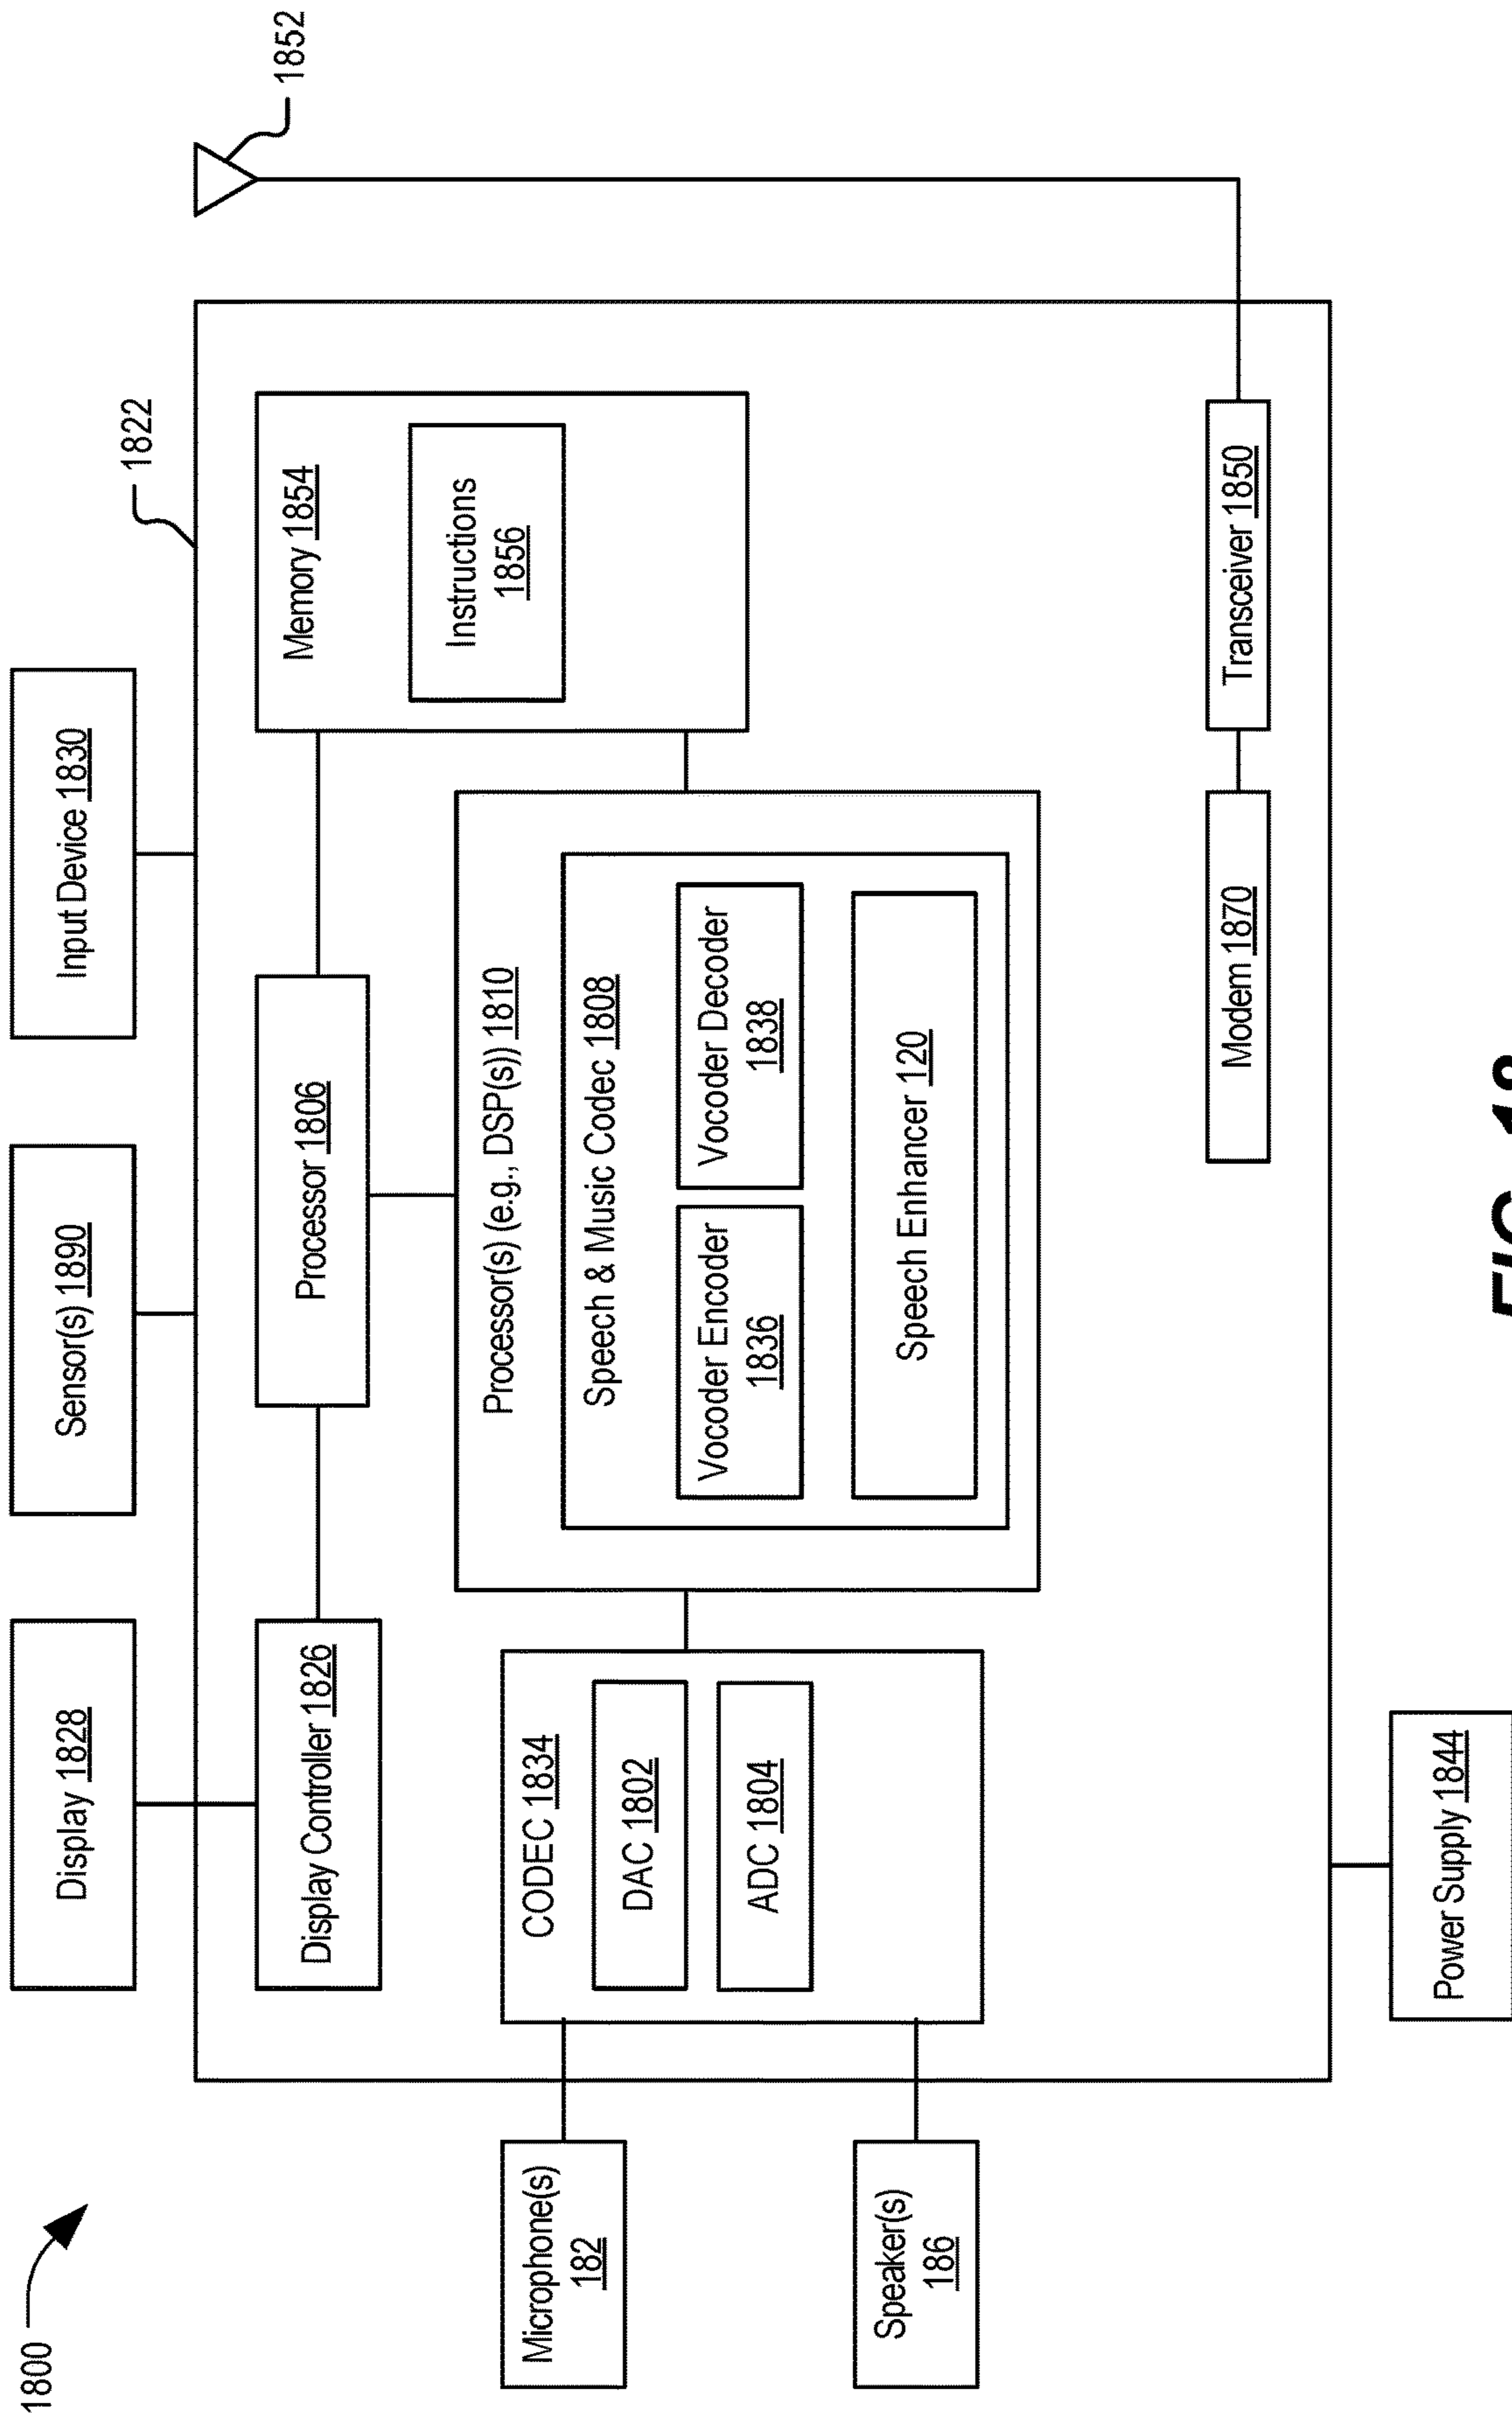 1800
Display 1828
Sensor(s) 1890
Input Device 1830
1822
1852
Display Controller 1826
Processor 1806
Memory 1854
Instructions
1856
Microphone(s)
182
Speaker(s)
186
CODEC 1834
DAC 1802
ADC 1804
Processor(s) (e.g., DSP(s)) 1810
Speech & Music Codec 1808
Vocoder Encoder
1836
Vocoder Decoder
1838
Speech Enhancer 120
Modem 1870
Transceiver 1850
Power Supply 1844
FIG. 18